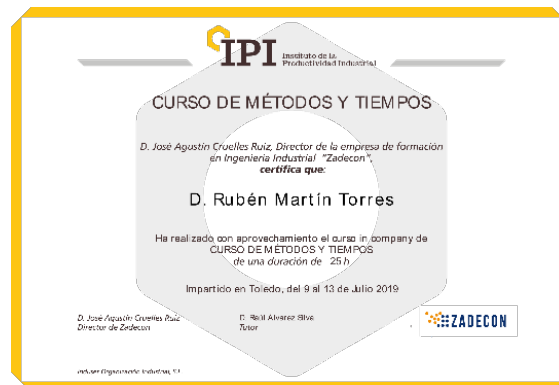 IPI Instituto de la
Productividad Industrial
CURSO DE MÉTODOS Y TIEMPOS
D. José Agustín Cruelles Ruíz, Director de la empresa de formación
en Ingeniería Industrial "Zadecon",
certifica que:
D. Rubén Martín Torres
Ha realizado con aprovechamiento el curso in company de
CURSO DE MÉTODOS Y TIEMPOS
de una duración de 25 h
Impartido en Toledo, del 9 al 13 de Julio 2019
D. José Agustín Cruelles Ruiz
Director de Zadecon
D. Raúl Alvarez Silva
Tutor
ZADECON
Organización Industrial, S.L